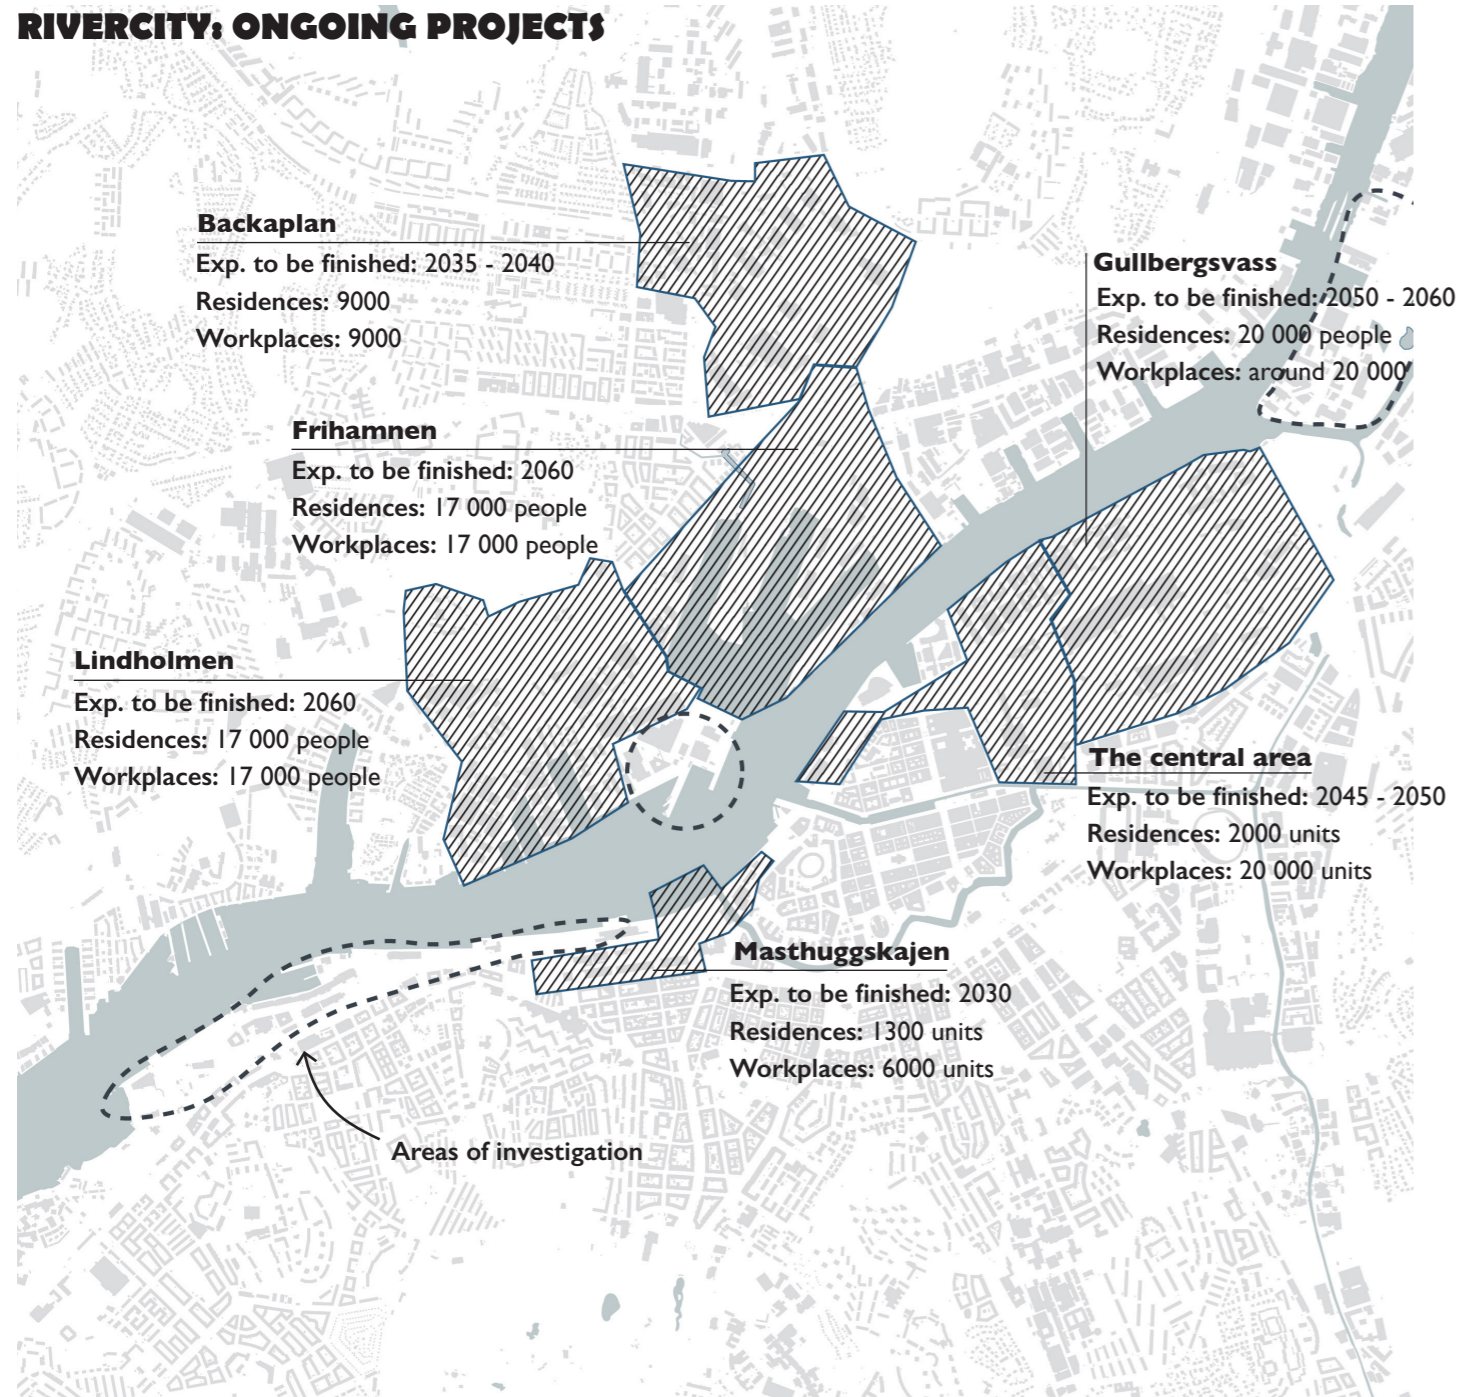 RIVERCITY: ONGOING PROJECTS
Backaplan
Exp. to be finished: 2035 - 2040
Residences: 9000
Workplaces: 9000
Gullbergsvass
Exp. to be finished: 2050 - 2060
Residences: 20 000 people
Workplaces: around 20 000
Frihamnen
Exp. to be finished: 2060
Residences: 17 000 people
Workplaces: 17 000 people
Lindholmen
Exp. to be finished: 2060
Residences: 17 000 people
Workplaces: 17 000 people
The central area
Exp. to be finished: 2045 - 2050
Residences: 2000 units
Workplaces: 20 000 units
Masthuggskajen
Exp. to be finished: 2030
Residences: 1300 units
Workplaces: 6000 units
Areas of investigation